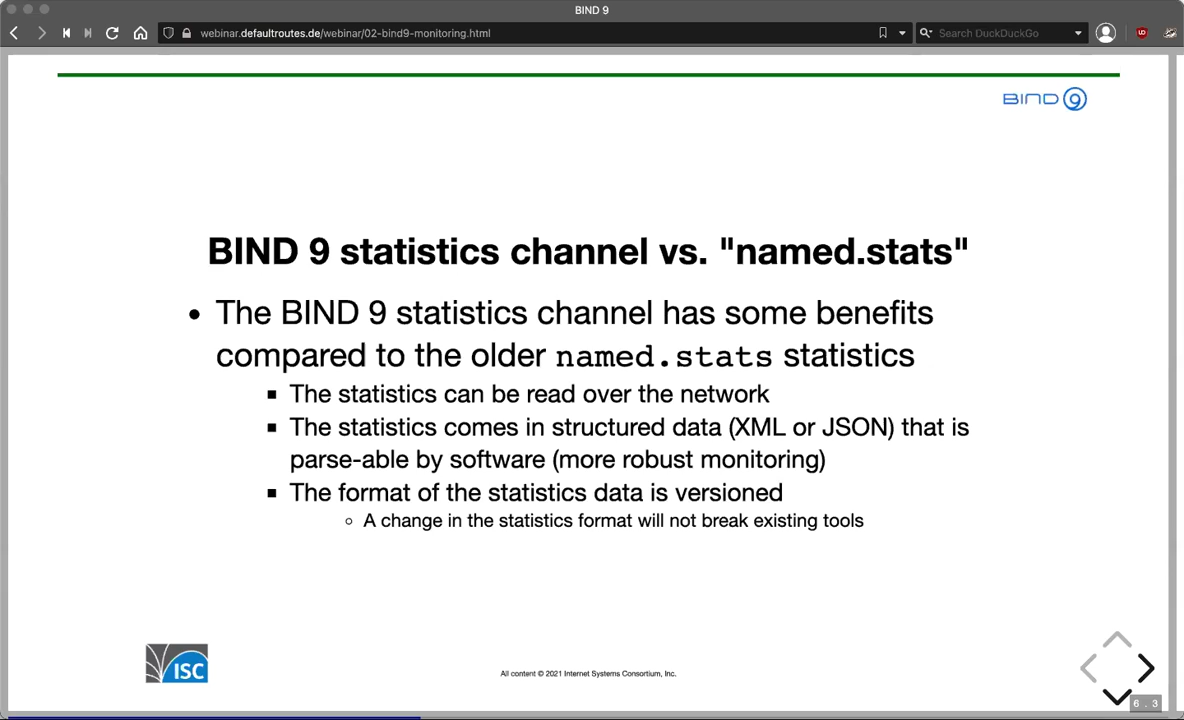 BIND 9
webinar.defaultroutes.de/webinar/02-bind9-monitoring.html
Search DuckDuckGo
BIND 9
BIND 9 statistics channel vs. "named.stats"
• The BIND 9 statistics channel has some benefits
compared to the older named.stats statistics
▪ The statistics can be read over the network
▪ The statistics comes in structured data (XML or JSON) that is
parse-able by software (more robust monitoring)
▪ The format of the statistics data is versioned
◦ A change in the statistics format will not break existing tools
ISC
All content © 2021 Internet Systems Consortium, Inc.
6 . 3